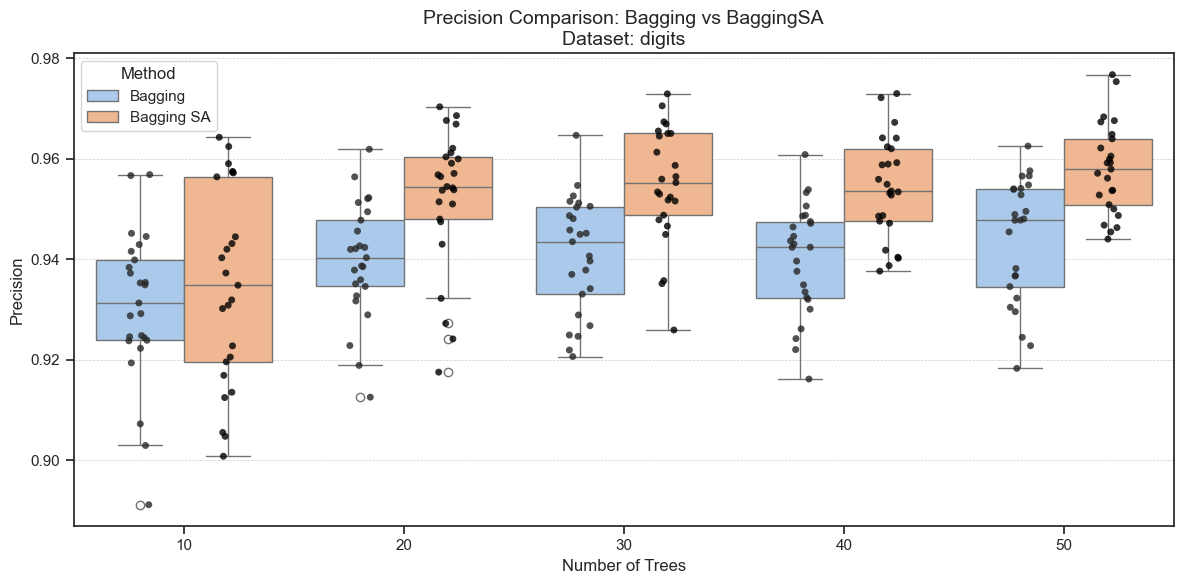 Precision Comparison: Bagging vs BaggingSA
Dataset: digits
Method
Bagging
Bagging SA
Precision
0.98
0.96
0.94
0.92
0.90
10
20
30
40
50
Number of Trees